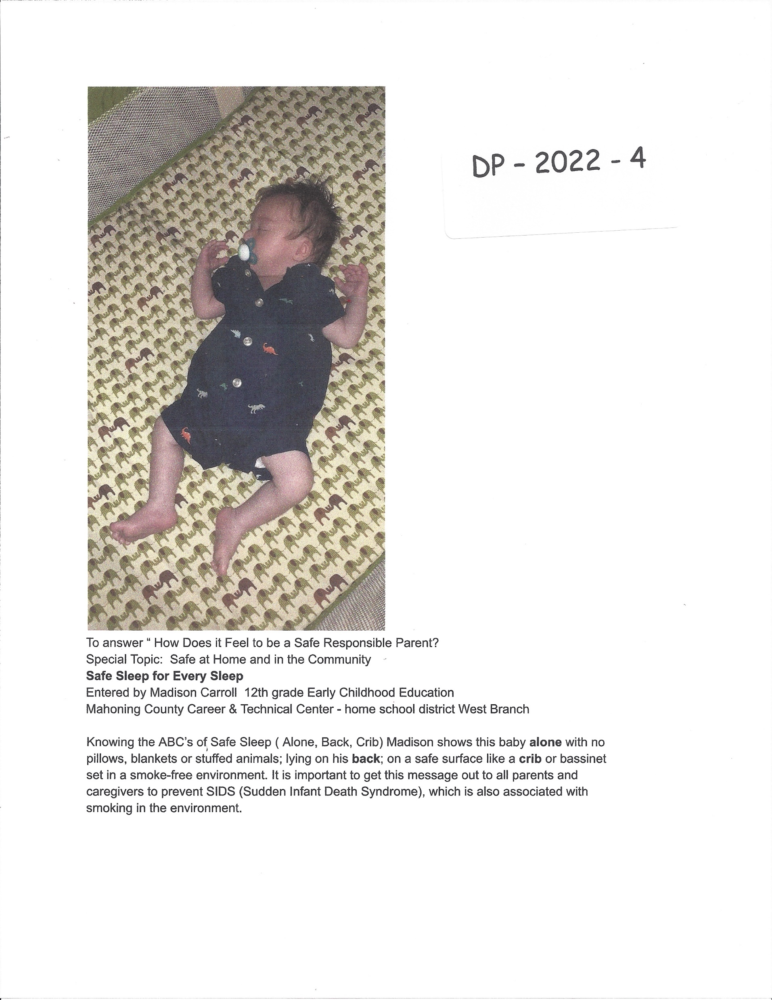 DP - 2022 - 4
To answer “ How Does it Feel to be a Safe Responsible Parent?
Special Topic:  Safe at Home and in the Community
Safe Sleep for Every Sleep
Entered by Madison Carroll  12th grade Early Childhood Education
Mahoning County Career & Technical Center - home school district West Branch
Knowing the ABC’s of Safe Sleep ( Alone, Back, Crib) Madison shows this baby alone with no
pillows, blankets or stuffed animals; lying on his back; on a safe surface like a crib or bassinet
set in a smoke-free environment. It is important to get this message out to all parents and
caregivers to prevent SIDS (Sudden Infant Death Syndrome), which is also associated with
smoking in the environment.